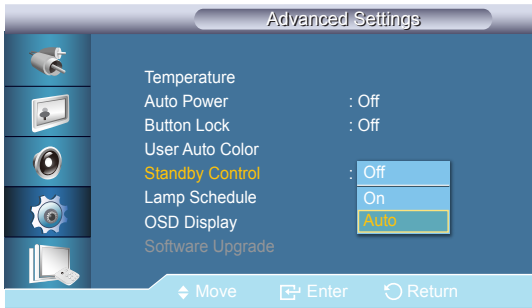 Advanced Settings
Temperature
Auto Power : Off
Button Lock : Off
User Auto Color
Standby Control : Off
Lamp Schedule On
OSD Display Auto
Software Upgrade
Move Enter Return